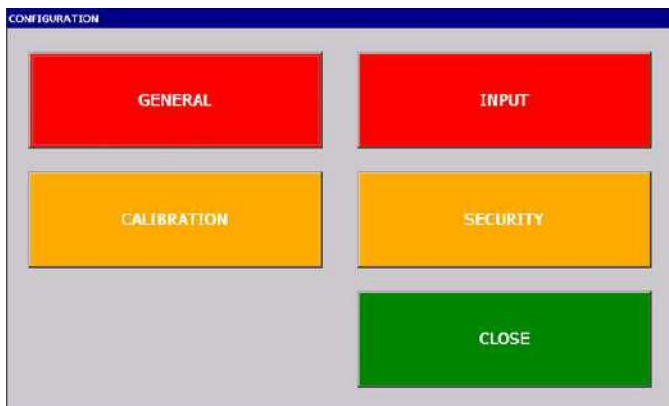 CONFIGURATION
GENERAL
INPUT
CALIBRATION
SECURITY
CLOSE